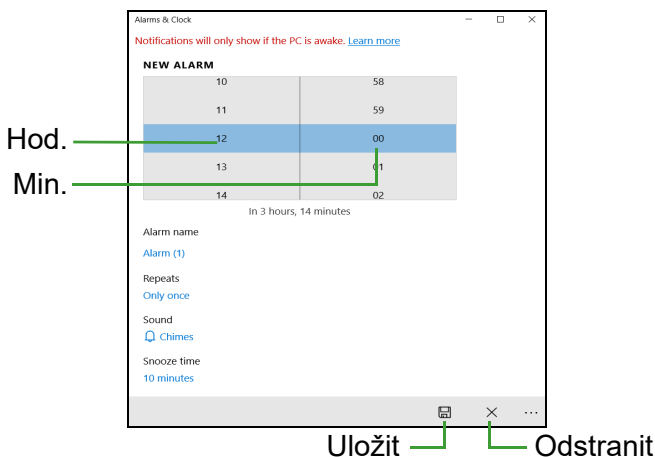 Alarms & Clock
Notifications will only show if the PC is awake. Learn more
NEW ALARM
10 58
11 59
Hod. 12 00
Min. 13 01
14 02
In 3 hours, 14 minutes
Alarm name
Alarm (1)
Repeats
Only once
Sound
Chimes
Snooze time
10 minutes
Uložit Odstranit